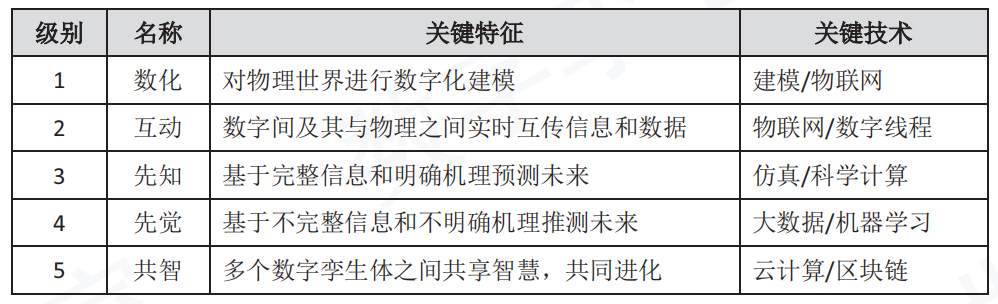 级别 名称 关键特征 关键技术
1 数化 对物理世界进行数字化建模 建模/物联网
2 互动 数字间及其与物理之间实时互传信息和数据 物联网/数字线程
3 先知 基于完整信息和明确机理预测未来 仿真/科学计算
4 先觉 基于不完整信息和不明确机理推测未来 大数据/机器学习
5 共智 多个数字孪生体之间共享智慧，共同进化 云计算/区块链